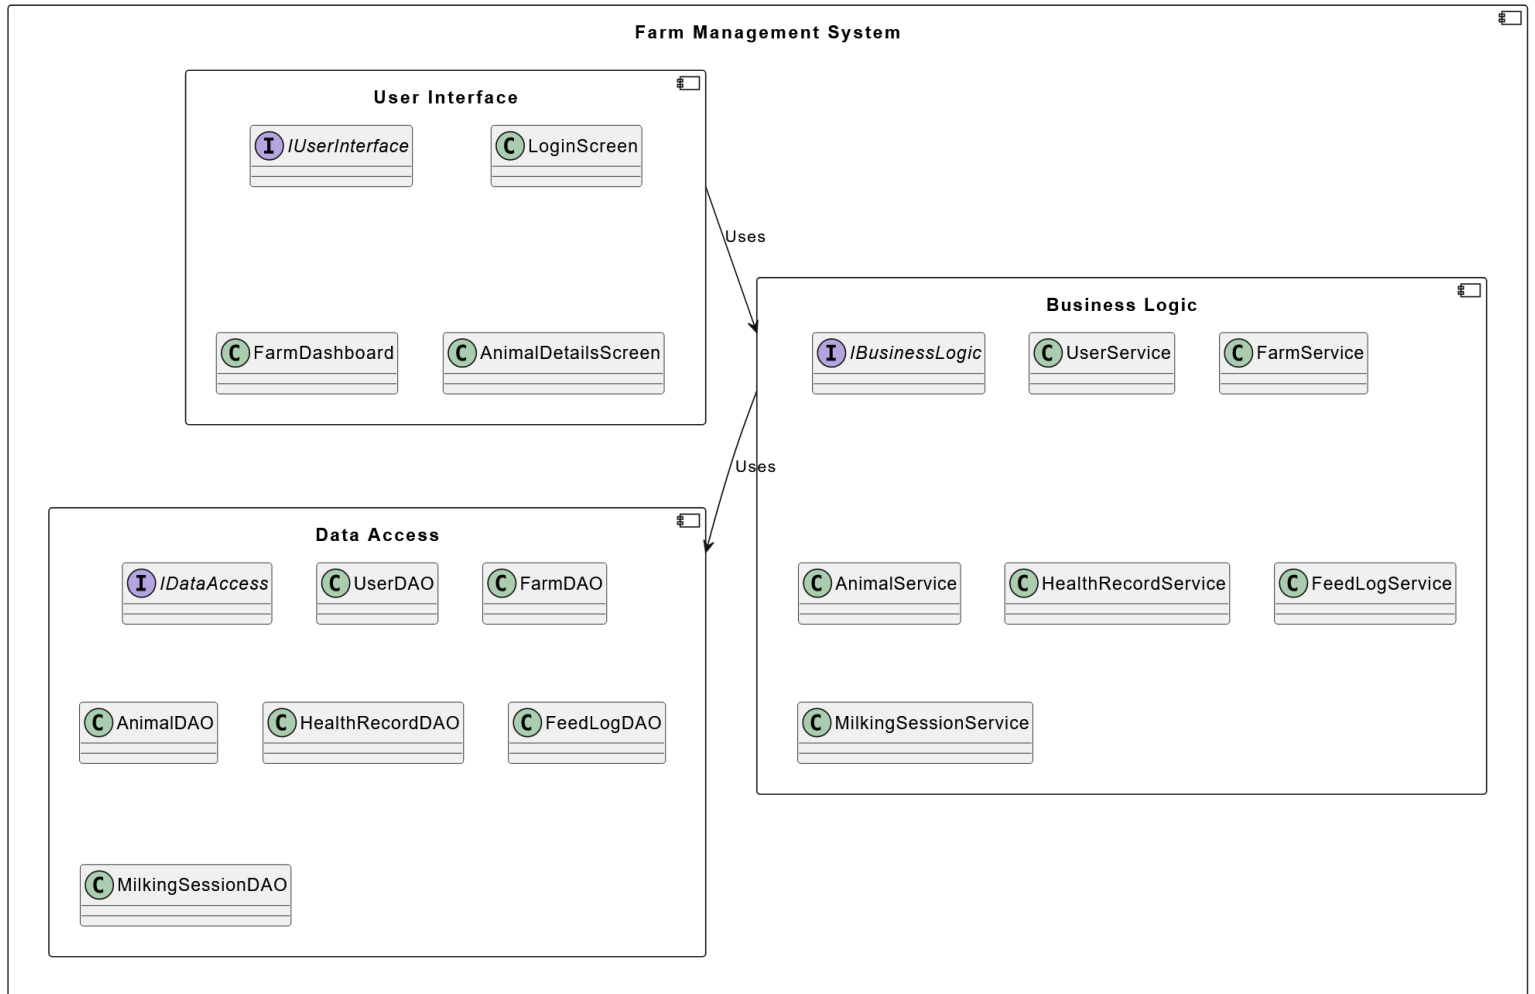 Farm Management System
User Interface
I IUserInterface
C LoginScreen
Uses
C FarmDashboard
C AnimalDetailsScreen
Business Logic
I IBusinessLogic
C UserService
C FarmService
Uses
C AnimalService
C HealthRecordService
C FeedLogService
C MilkingSessionService
Data Access
I IDataAccess
C UserDAO
C FarmDAO
C AnimalDAO
C HealthRecordDAO
C FeedLogDAO
C MilkingSessionDAO